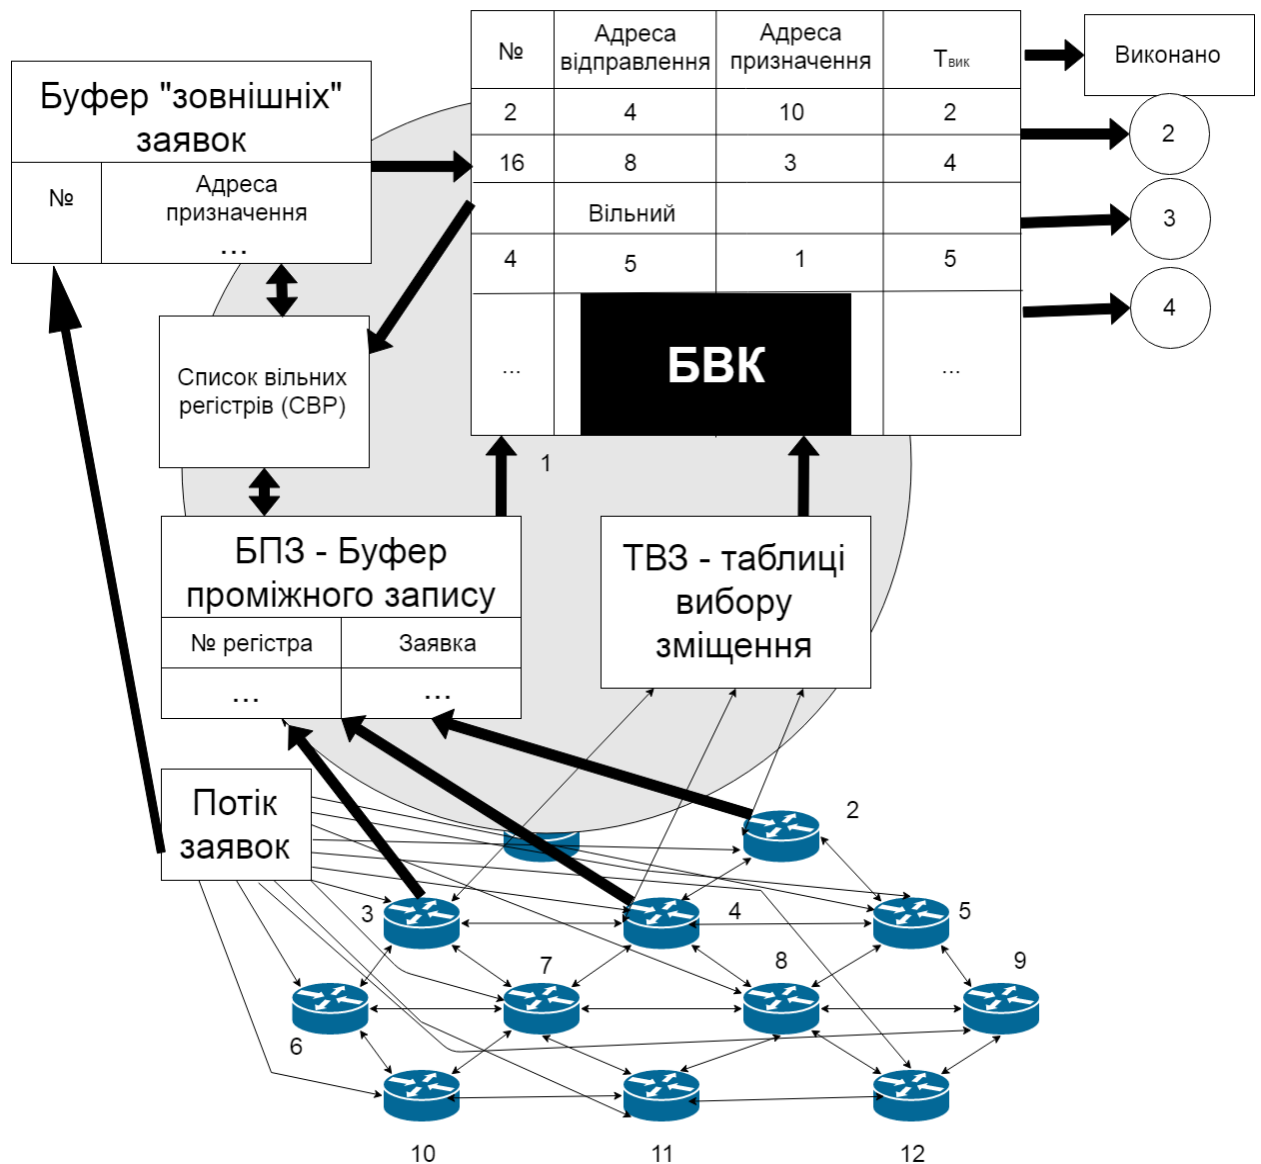 №
Адреса
відправлення
Адреса
призначення
Твик
Виконано
2
4
10
2
16
8
3
4
Вільний
4
5
1
5
...
БВК
...
2
3
4
Буфер "зовнішніх"
заявок
№
Адреса
призначення
...
Список вільних
регістрів (СВР)
1
БПЗ - Буфер
проміжного запису
№ регістра
Заявка
...
...
ТВЗ - таблиці
вибору
зміщення
Потік
заявок
2
3
4
5
6
7
8
9
10
11
12